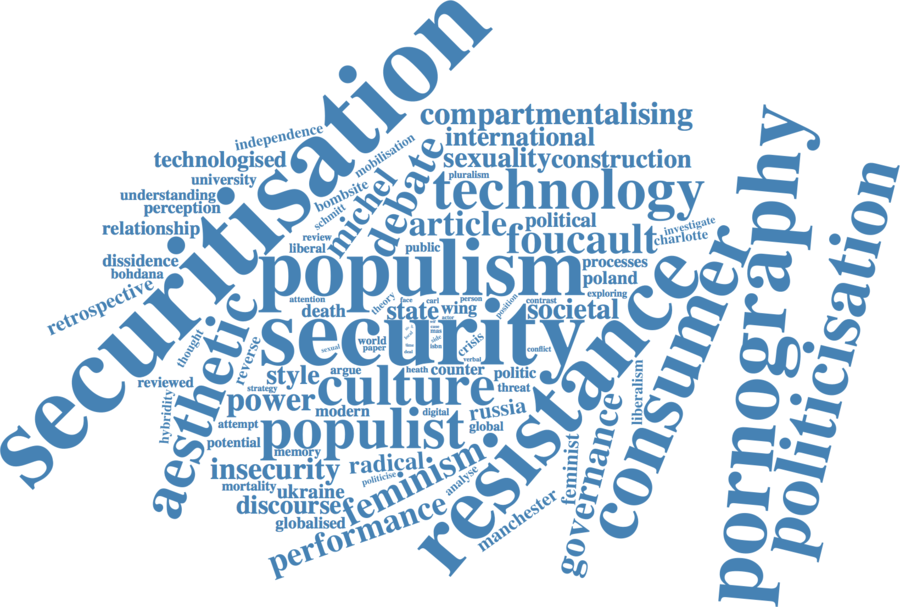 securitisation
compartmentalising
independence
international
technologised
mobilisation
sexuality
construction
pornography
university
pluralism
debate
technology
politicisation
understanding
bombsite
michel
perception
schmitt
article
political
investigate
relationship
review
foucault
charlotte
liberal
public
populism
processes
dissidence
bohdana
poland
retrospective
attention
theory
face
carl
person
position
contrast
exploring
death
state
wing
actor
societal
security
resistance
consumer
thought
aesthetic
reverse
world
paper
sexual
crisis
verbal
conflict
reviewed
style
argue
heath
counter
politic
strategy
culture
threat
liberalism
hybridity
power
modern
digital
russia
attempt
populist
global
potential
memory
insecurity
radical
feminism
feminist
governance
mortality
ukraine
politicise
analyse
discourse
manchester
globalised
performance